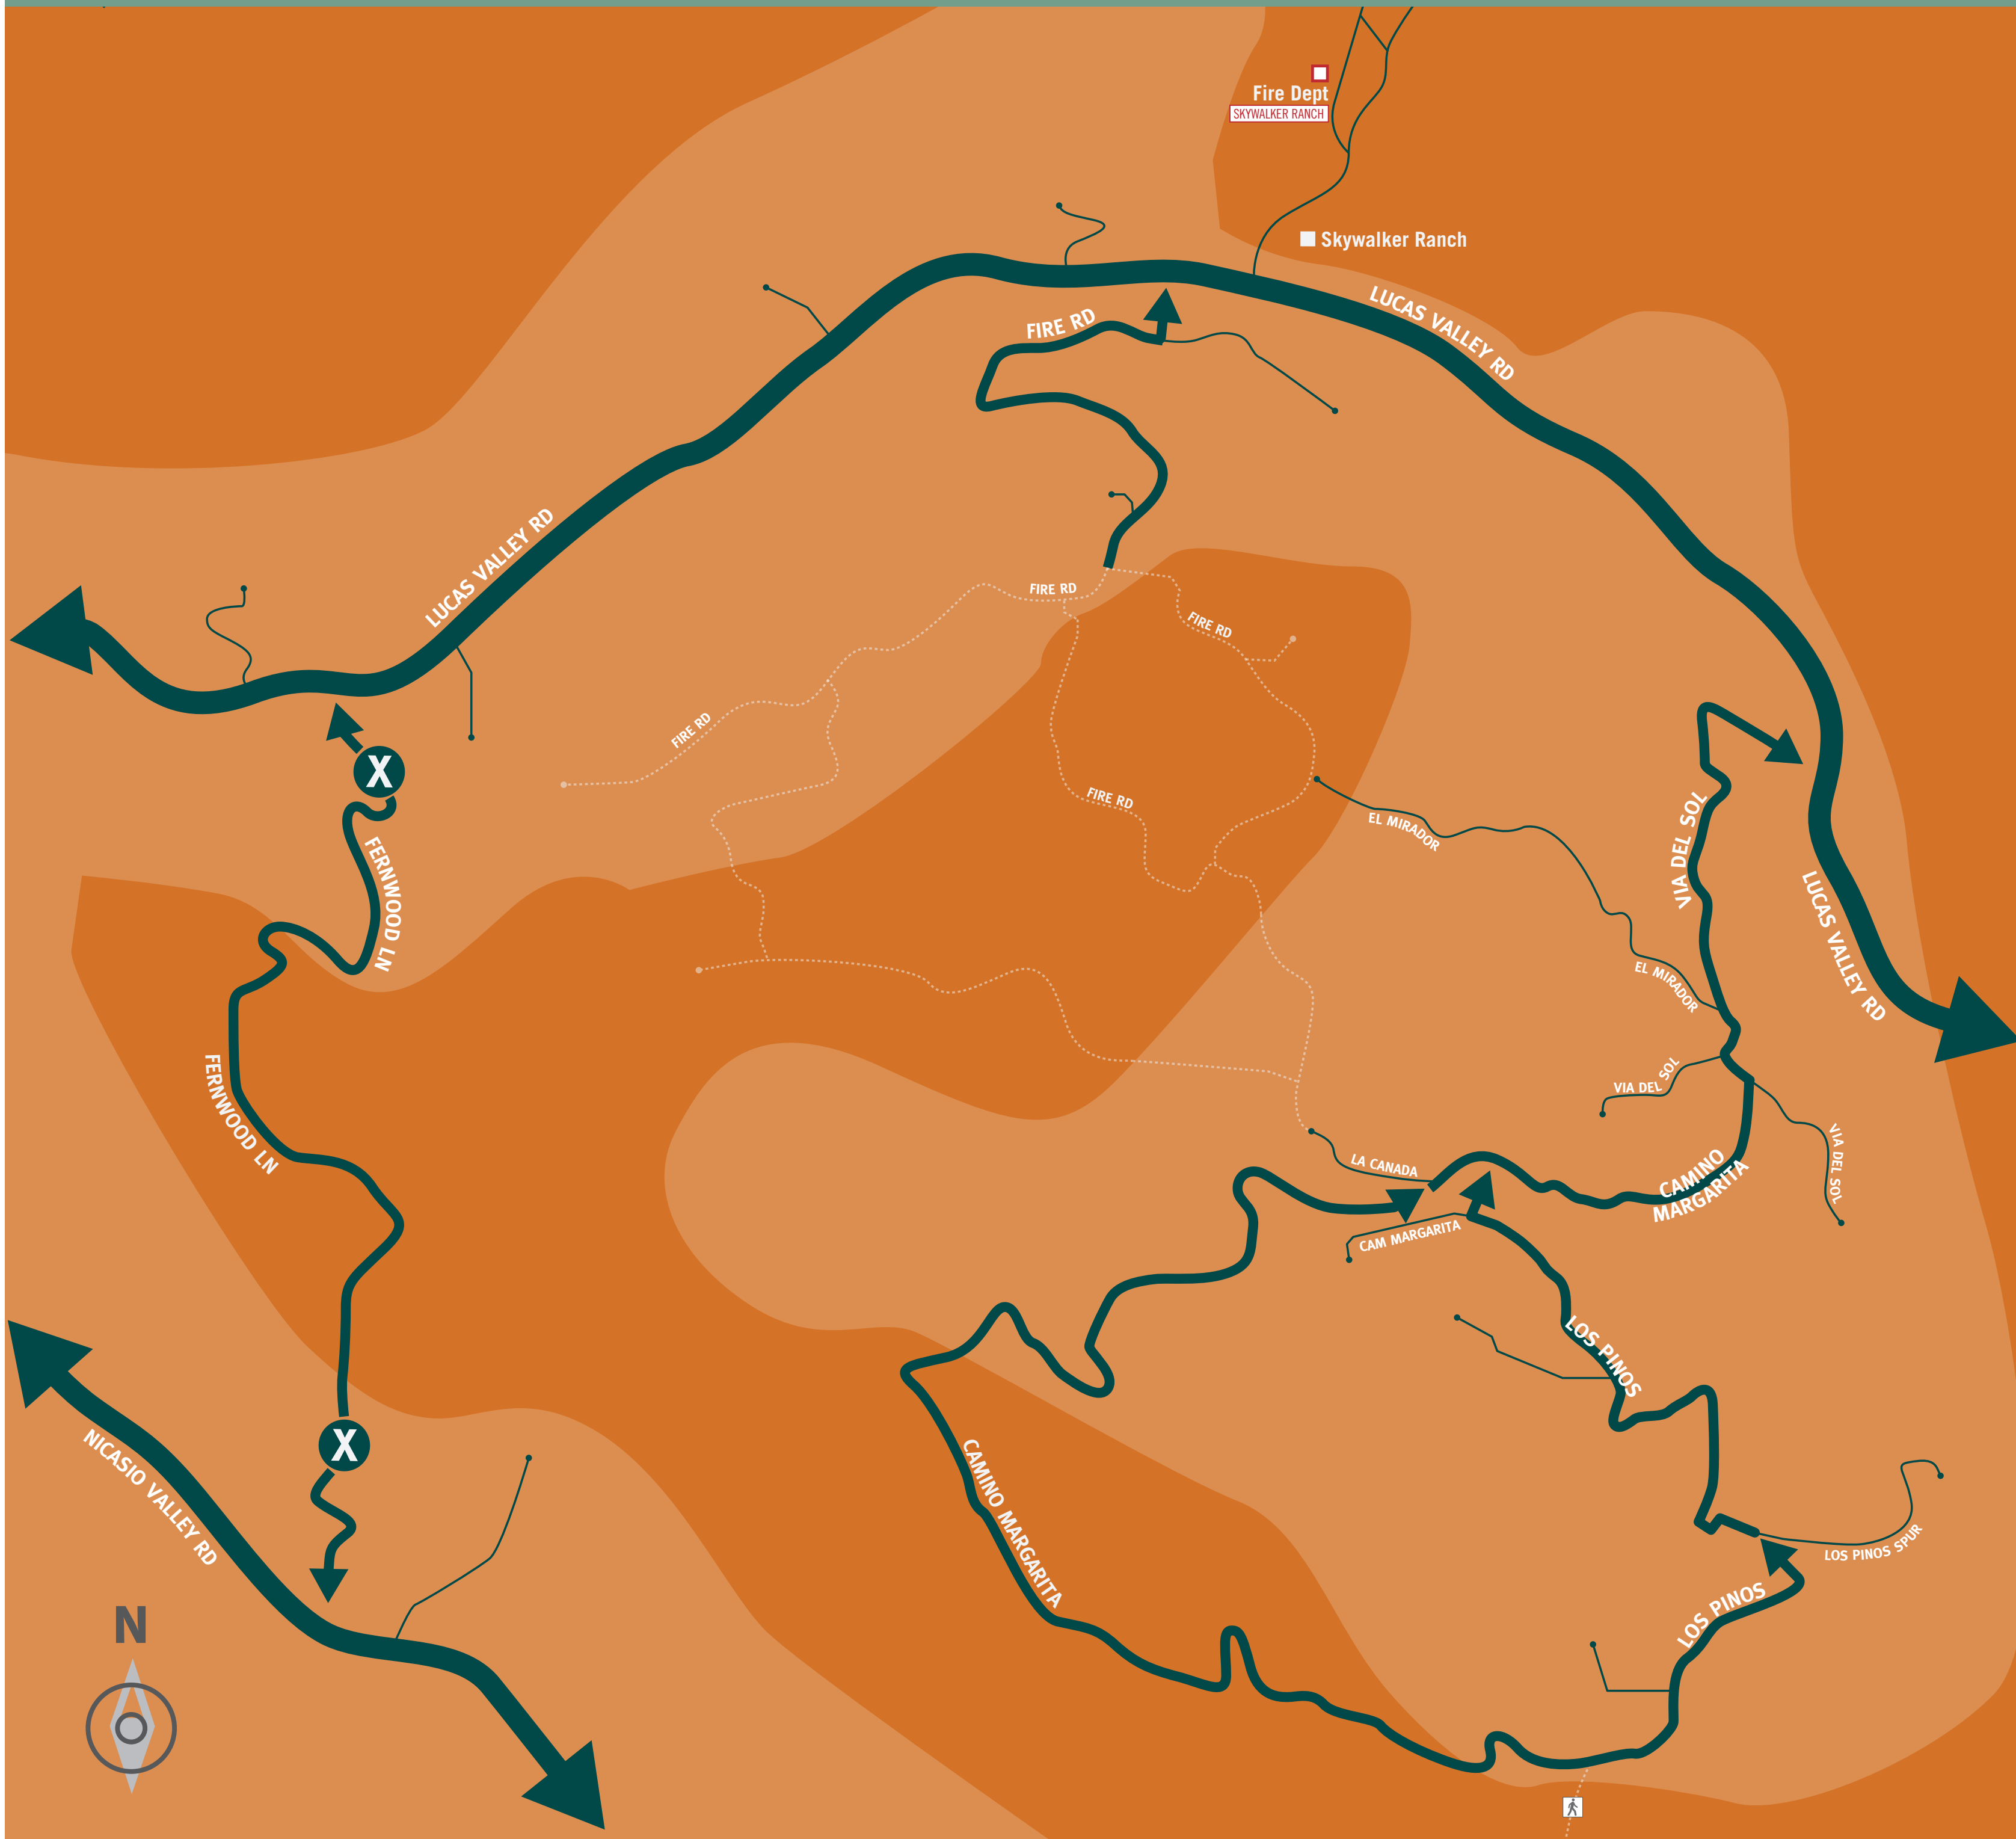 Fire Dept
SKYWALKER RANCH
Skywalker Ranch
LUCAS VALLEY RD
FIRE RD
LUCAS VALLEY RD
FIRE RD
FIRE RD
FIRE RD
FIRE RD
EL MIRADOR
VIA DEL SOL
X
FERNWOOD LN
LUCAS VALLEY RD
EL MIRADOR
FERNWOOD LN
VIA DEL SOL
VIA DEL SOL
LA CANADA
CAMINO
MARGARITA
CAM MARGARITA
LOS PINOS
X
NICASIO VALLEY RD
CAMINO MARGARITA
LOS PINOS SPUR
LOS PINOS
N